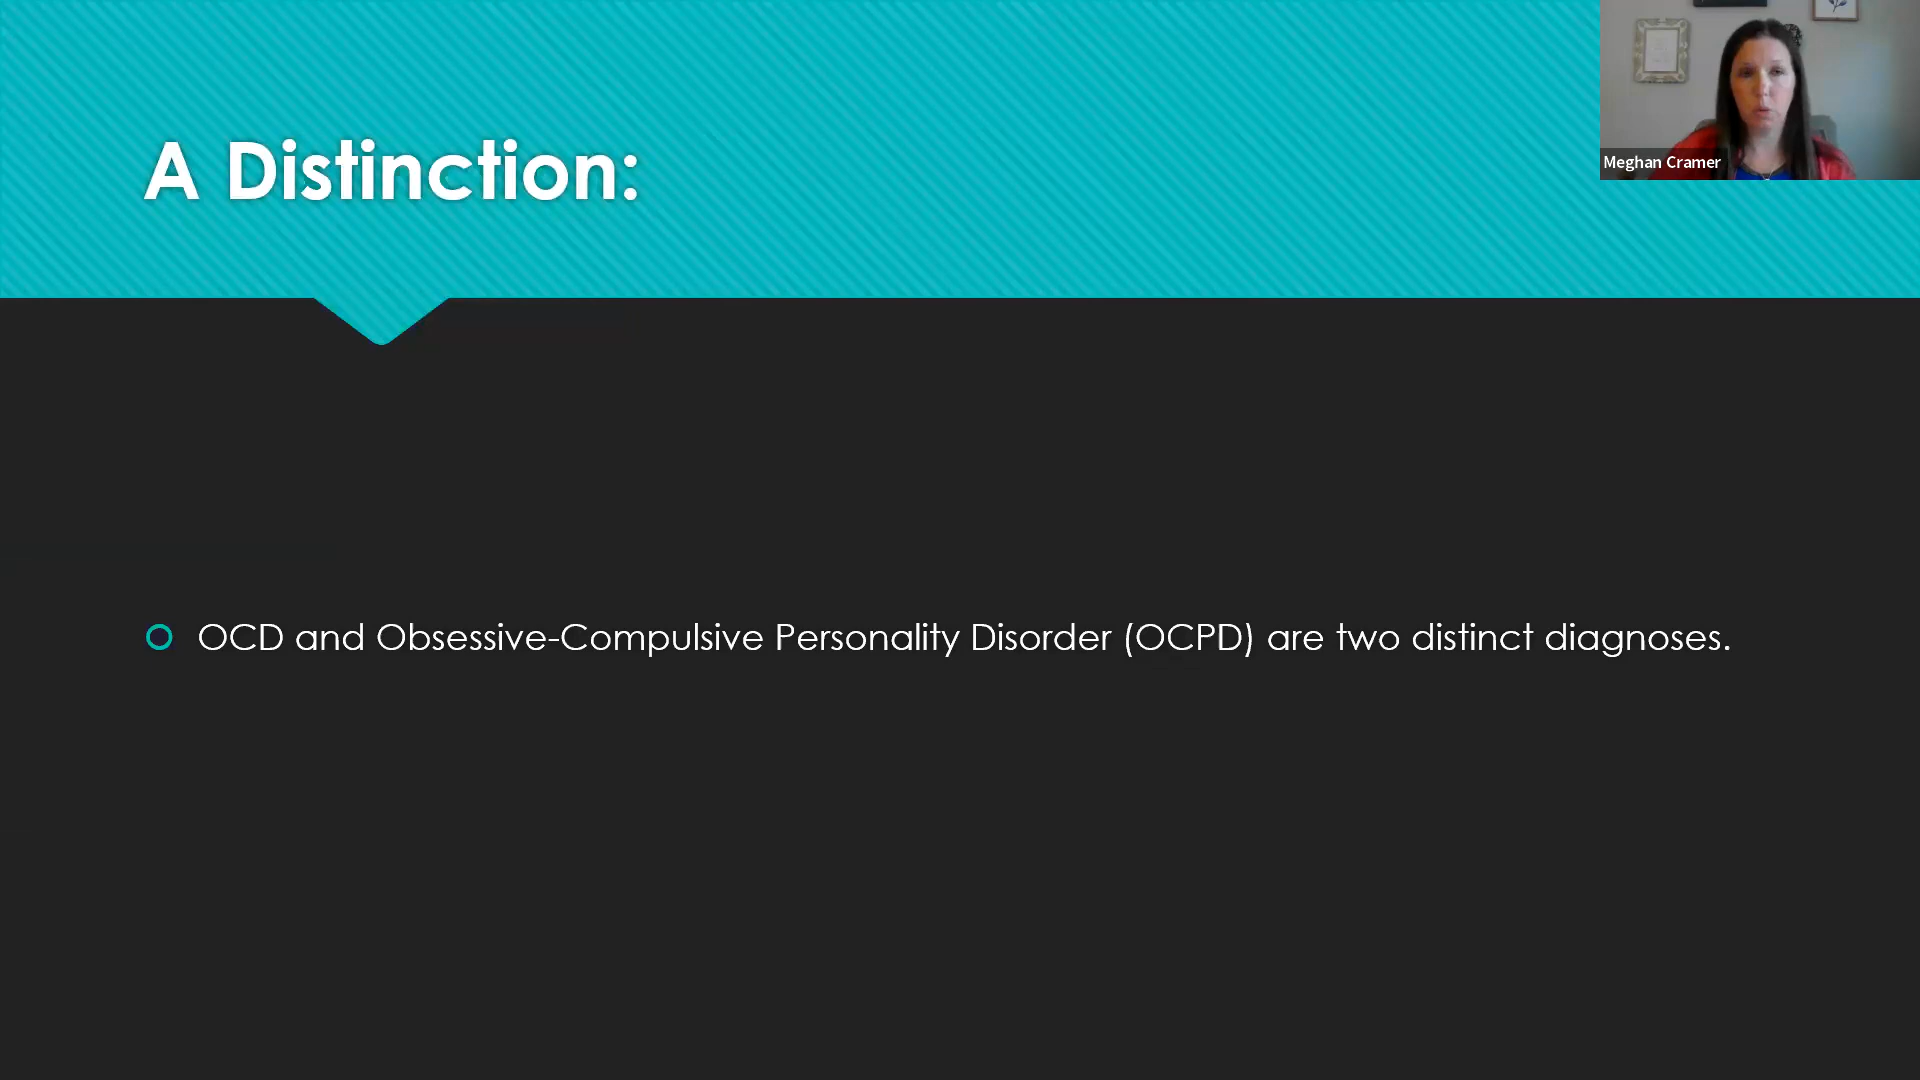 A Distinction:
Meghan Cramer
OCD and Obsessive-Compulsive Personality Disorder (OCPD) are two distinct diagnoses.